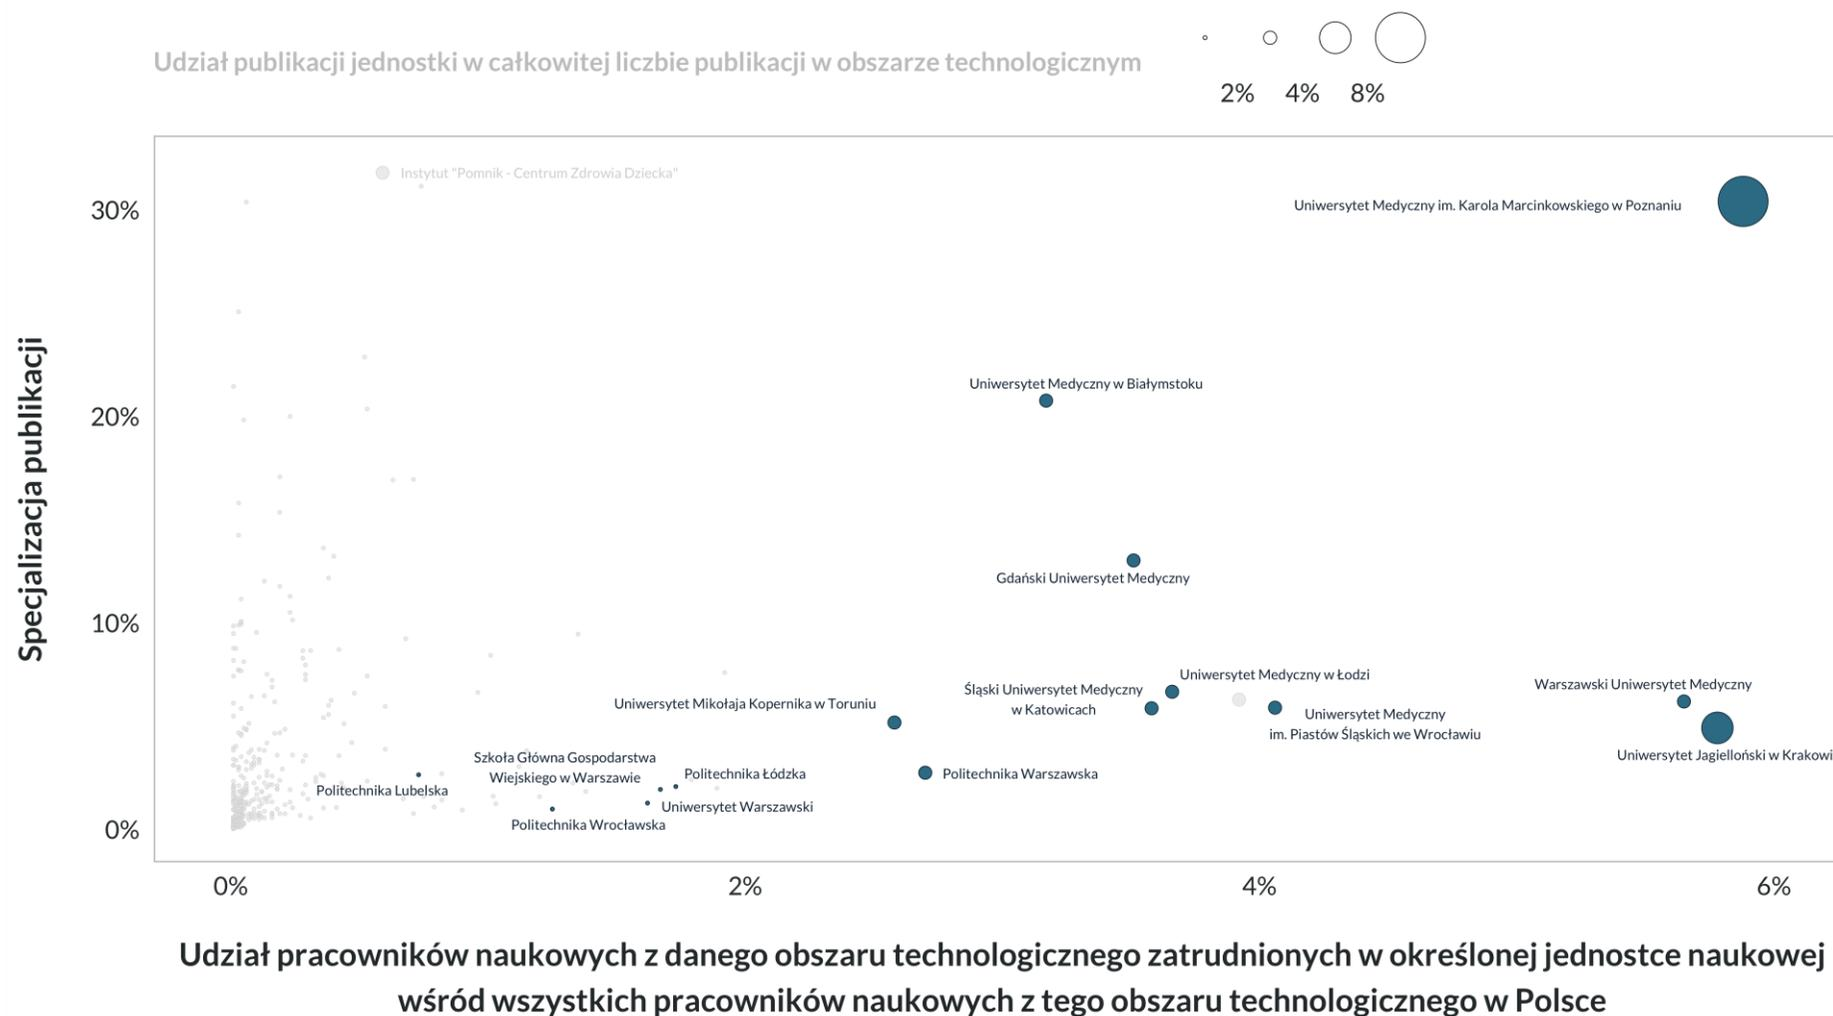 Udział publikacji jednostki w całkowitej liczbie publikacji w obszarze technologicznym
2% 4% 8%
Instytut "Pomnik - Centrum Zdrowia Dziecka"
30%
Uniwersytet Medyczny im. Karola Marcinkowskiego w Poznaniu
Specjalizacja publikacji
Uniwersytet Medyczny w Białymstoku
20%
Gdański Uniwersytet Medyczny
10%
Uniwersytet Medyczny w Łodzi
Śląski Uniwersytet Medyczny
w Katowicach
Warszawski Uniwersytet Medyczny
Uniwersytet Mikołaja Kopernika w Toruniu
Uniwersytet Medyczny
im. Piastów Śląskich we Wrocławiu
Uniwersytet Jagielloński w Krakowi
Szkoła Główna Gospodarstwa
Wiejskiego w Warszawie
Politechnika Łódzka
Politechnika Warszawska
Politechnika Lubelska
Uniwersytet Warszawski
Politechnika Wrocławska
0%
0% 2% 4% 6%
Udział pracowników naukowych z danego obszaru technologicznego zatrudnionych w określonej jednostce naukowej
wśród wszystkich pracowników naukowych z tego obszaru technologicznego w Polsce